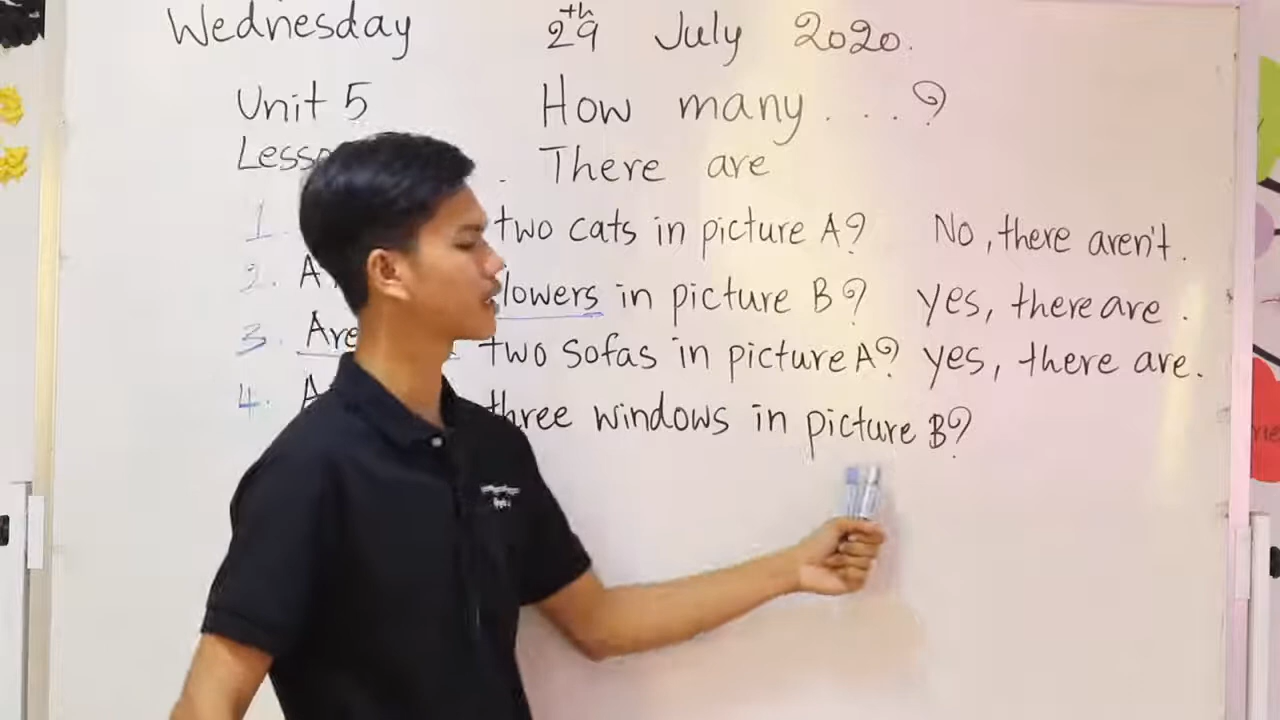 Wednesday 29th July 2020.
Unit 5 How many . . . ?
There are
1. two cats in picture A? No, there aren't.
2. lowers in picture B? yes, there are.
3. Are two sofas in picture A? yes, there are.
4. three windows in picture B?